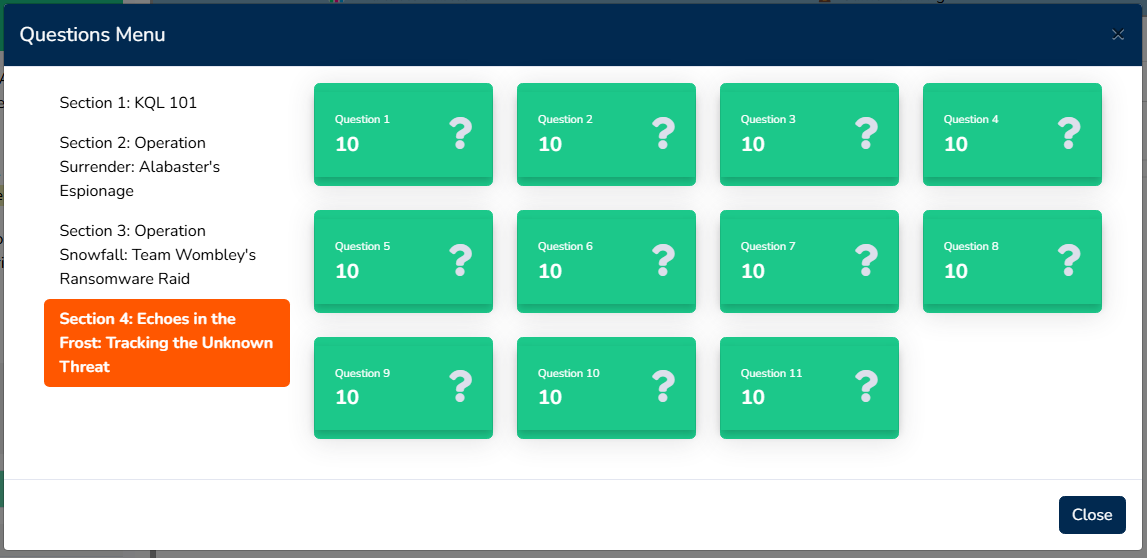 Questions Menu
×
Section 1: KQL 101
Section 2: Operation
Surrender: Alabaster's
Espionage
Section 3: Operation
Snowfall: Team Wombley's
Ransomware Raid
Section 4: Echoes in the
Frost: Tracking the Unknown
Threat
Question 1
10
?
Question 2
10
?
Question 3
10
?
Question 4
10
?
Question 5
10
?
Question 6
10
?
Question 7
10
?
Question 8
10
?
Question 9
10
?
Question 10
10
?
Question 11
10
?
Close